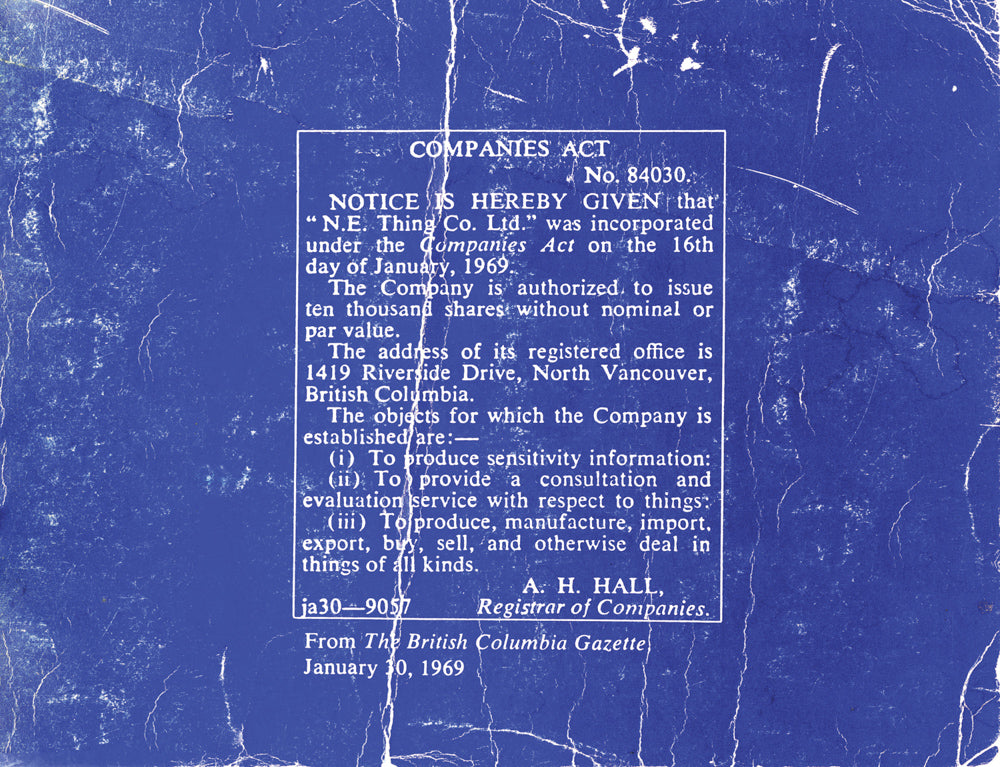 COMPANIES ACT
No. 84030.
NOTICE IS HEREBY GIVEN that
“N.E. Thing Co. Ltd.” was incorporated
under the Companies Act on the 16th
day of January, 1969.
The Company is authorized to issue
ten thousand shares without nominal or
par value.
The address of its registered office is
1419 Riverside Drive, North Vancouver,
British Columbia.
The objects for which the Company is
established are:—
(i) To produce sensitivity information:
(ii) To provide a consultation and
evaluation service with respect to things:
(iii) To produce, manufacture, import,
export, buy, sell, and otherwise deal in
things of all kinds.
A. H. HALL,
ja30—9057 Registrar of Companies.
From The British Columbia Gazette
January 30, 1969